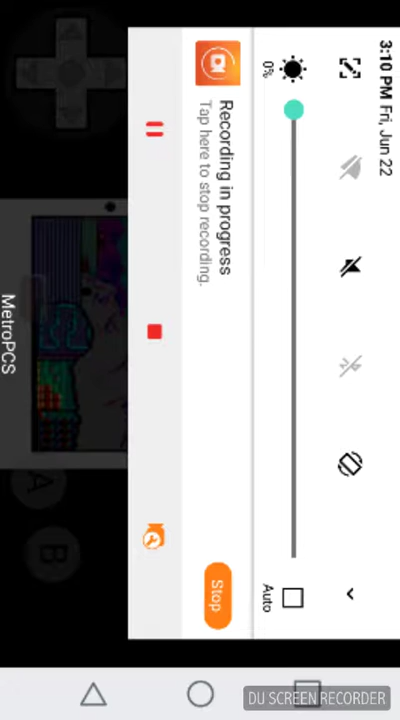 3:10 PM Fri, Jun 22
0%
Auto
Recording in progress
Tap here to stop recording.
Stop
MetroPCS
A
B
DU SCREEN RECORDER